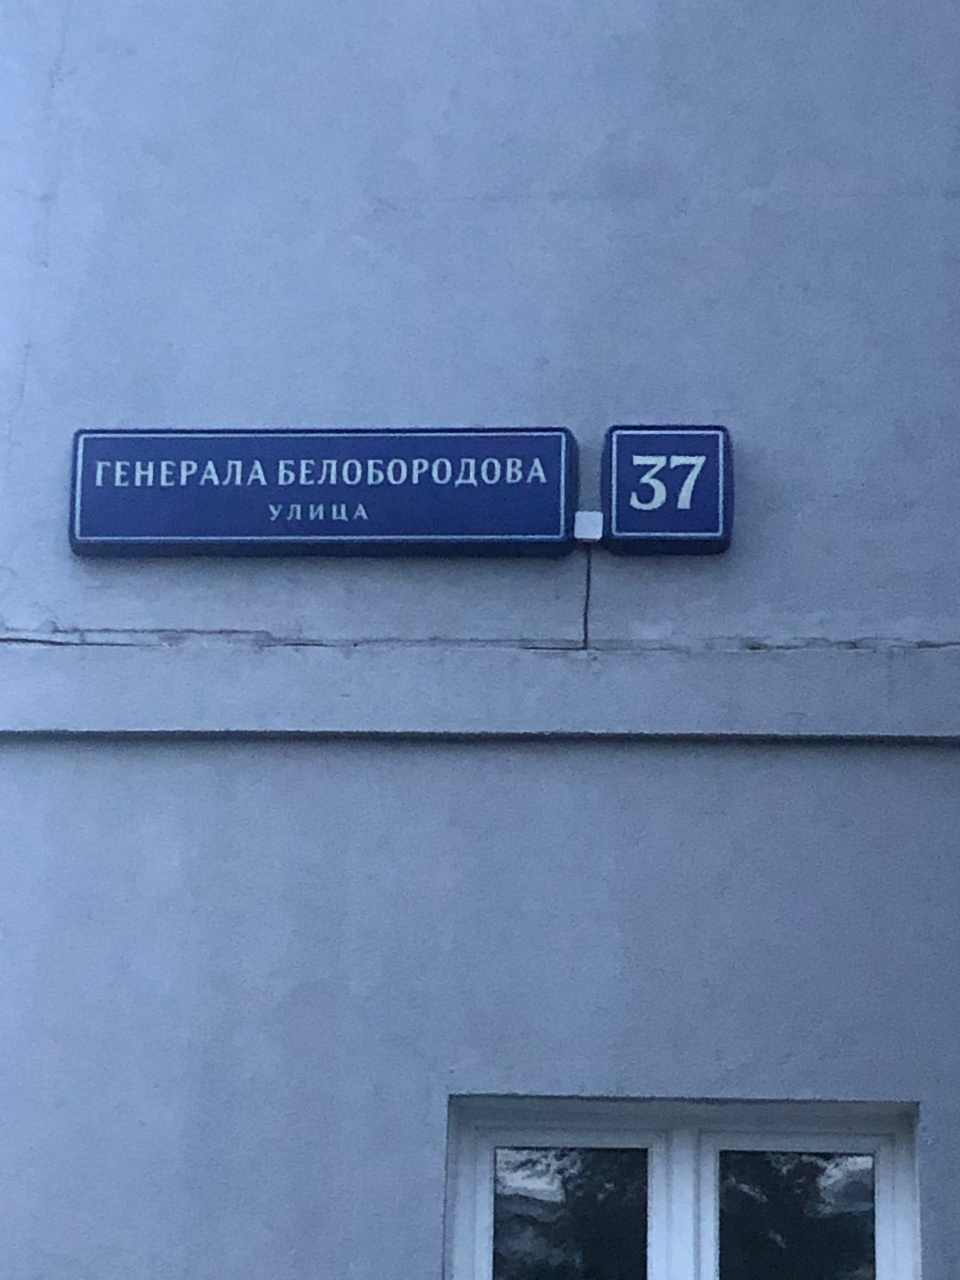 ГЕНЕРАЛА БЕЛОБОРОДОВА
УЛИЦА
37